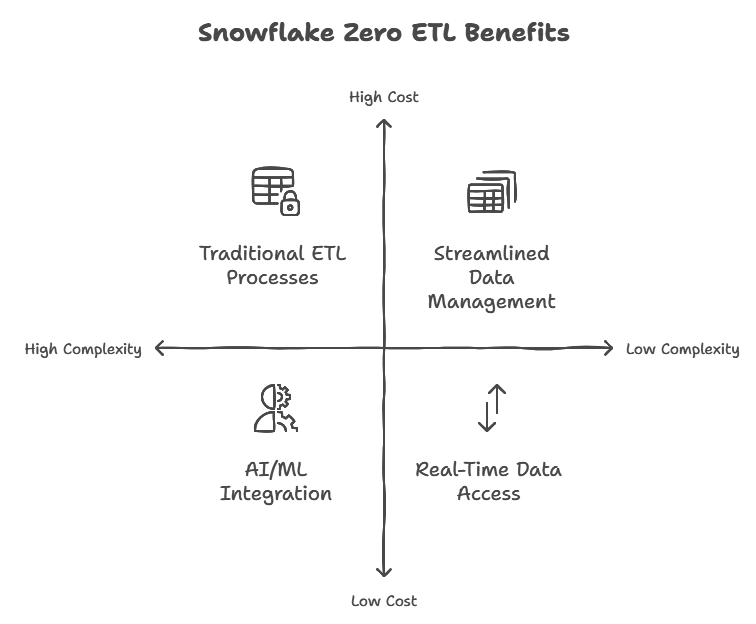 Snowflake Zero ETL Benefits
High Cost
Traditional ETL
Processes
Streamlined
Data
Management
High Complexity
Low Complexity
AI/ML
Integration
Real-Time Data
Access
Low Cost